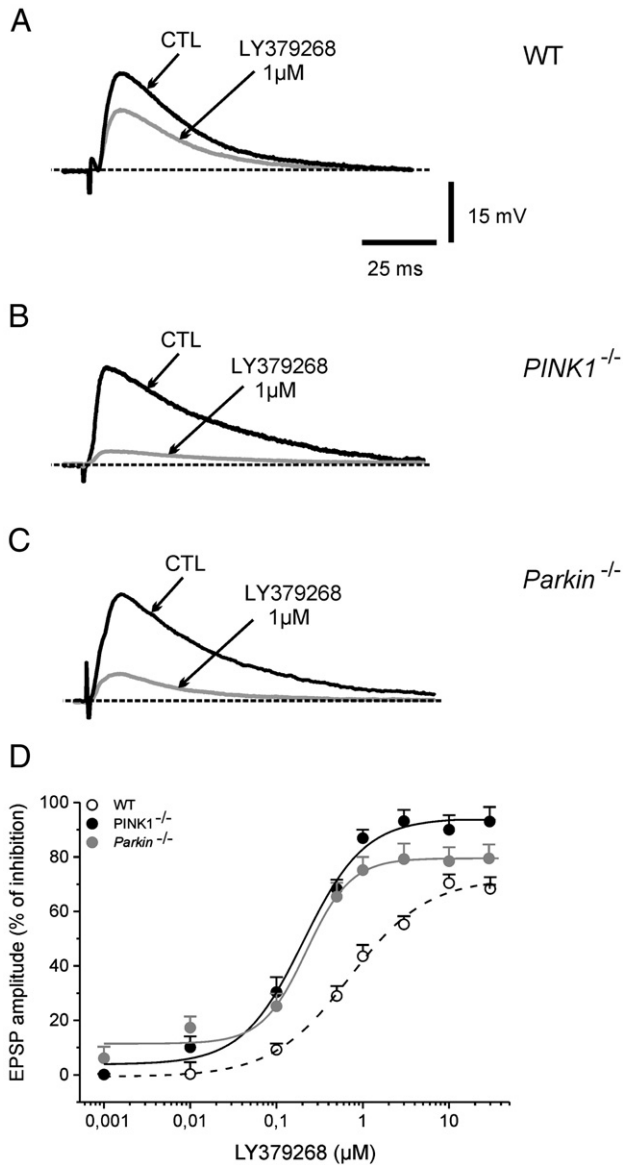 A
CTL
LY379268
1µM
WT
15 mV
25 ms
B
CTL
LY379268
1µM
PINK1 -/-
C
CTL
LY379268
1µM
Parkin -/-
D
WT
PINK1 -/-
Parkin -/-
EPSP amplitude (% of inhibition)
100
80
60
40
20
0
0,001 0,01 0,1 1 10
LY379268 (µM)